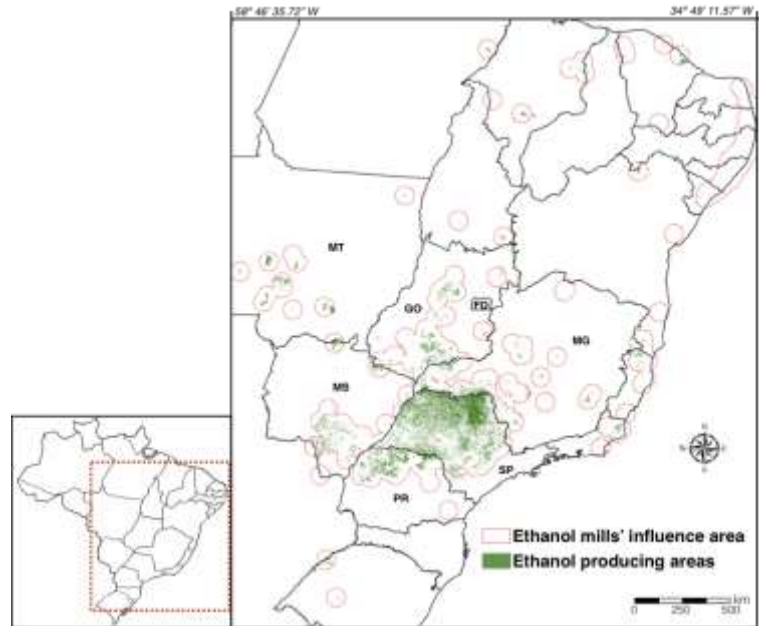 58° 46' 35.72" W
34° 49' 11.57" W
MT
GO
FD
MG
MS
SP
PR
Ethanol mills' influence area
Ethanol producing areas
km
0 250 500